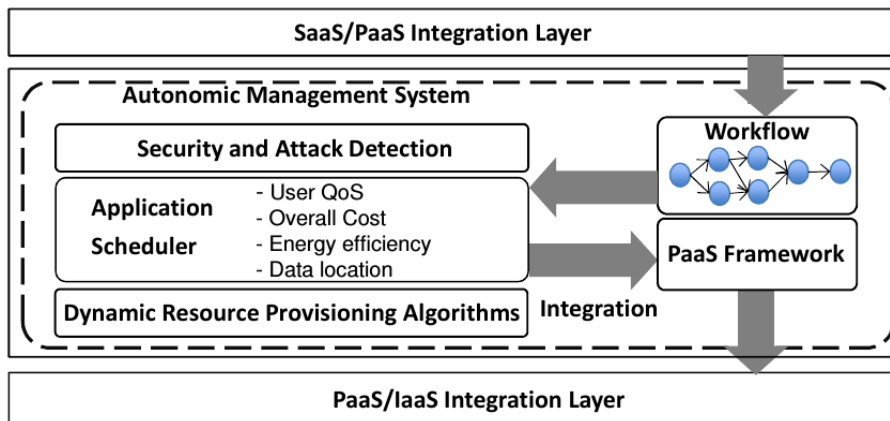 SaaS/PaaS Integration Layer
Autonomic Management System
Workflow
Security and Attack Detection
Application
Scheduler
- User QoS
- Overall Cost
- Energy efficiency
- Data location
PaaS Framework
Dynamic Resource Provisioning Algorithms
Integration
PaaS/IaaS Integration Layer